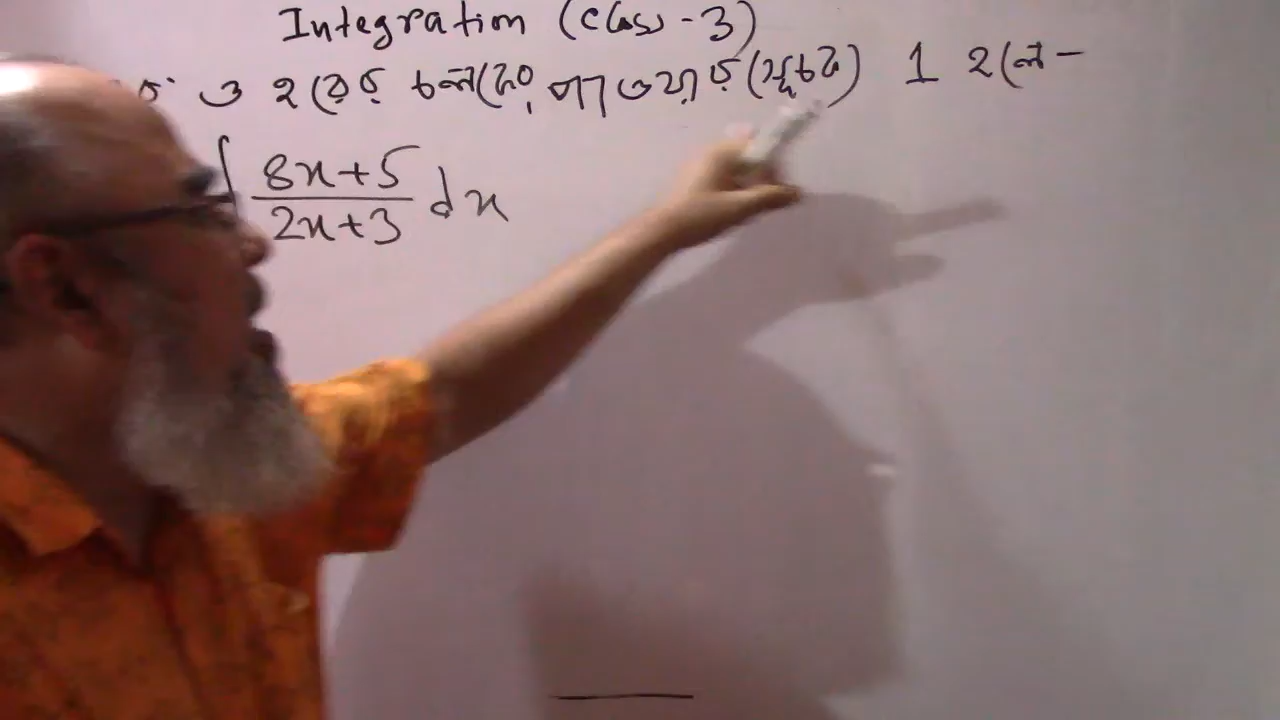 Integration (Class - 3)
ও হরের চলকের পাওয়ার (সূচক) 1 হলে -
∫ 8x+5 / 2x+3 dx